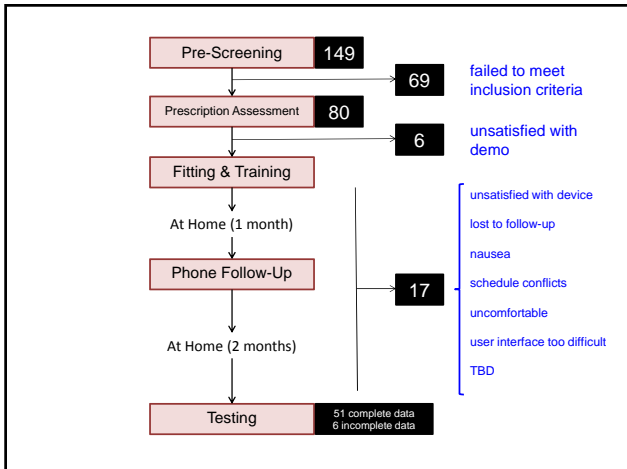 Pre-Screening
149
69
failed to meet
inclusion criteria
Prescription Assessment
80
6
unsatisfied with
demo
Fitting & Training
At Home (1 month)
Phone Follow-Up
At Home (2 months)
17
unsatisfied with device
lost to follow-up
nausea
schedule conflicts
uncomfortable
user interface too difficult
TBD
Testing
51 complete data
6 incomplete data